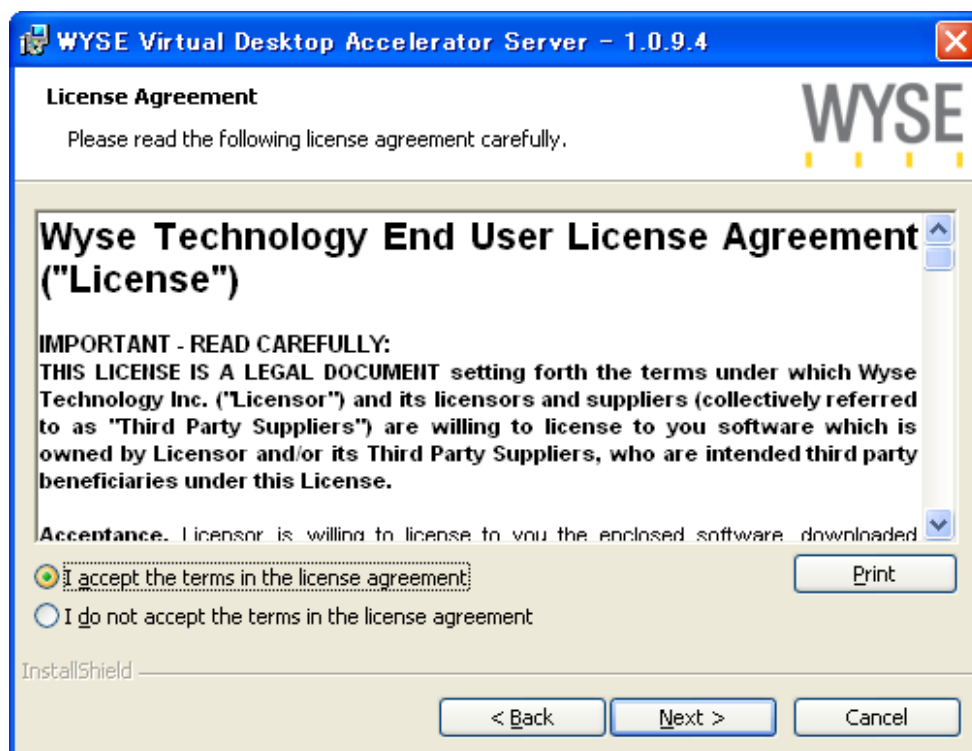 WYSE Virtual Desktop Accelerator Server - 1.0.9.4
License Agreement
Please read the following license agreement carefully.
WYSE
Wyse Technology End User License Agreement
("License")
IMPORTANT - READ CAREFULLY:
THIS LICENSE IS A LEGAL DOCUMENT setting forth the terms under which Wyse
Technology Inc. ("Licensor") and its licensors and suppliers (collectively referred
to as "Third Party Suppliers") are willing to license to you software which is
owned by Licensor and/or its Third Party Suppliers, who are intended third party
beneficiaries under this License.
Acceptance. Licensor is willing to license to you the enclosed software, downloaded
I accept the terms in the license agreement
Print
I do not accept the terms in the license agreement
InstallShield
< Back
Next >
Cancel